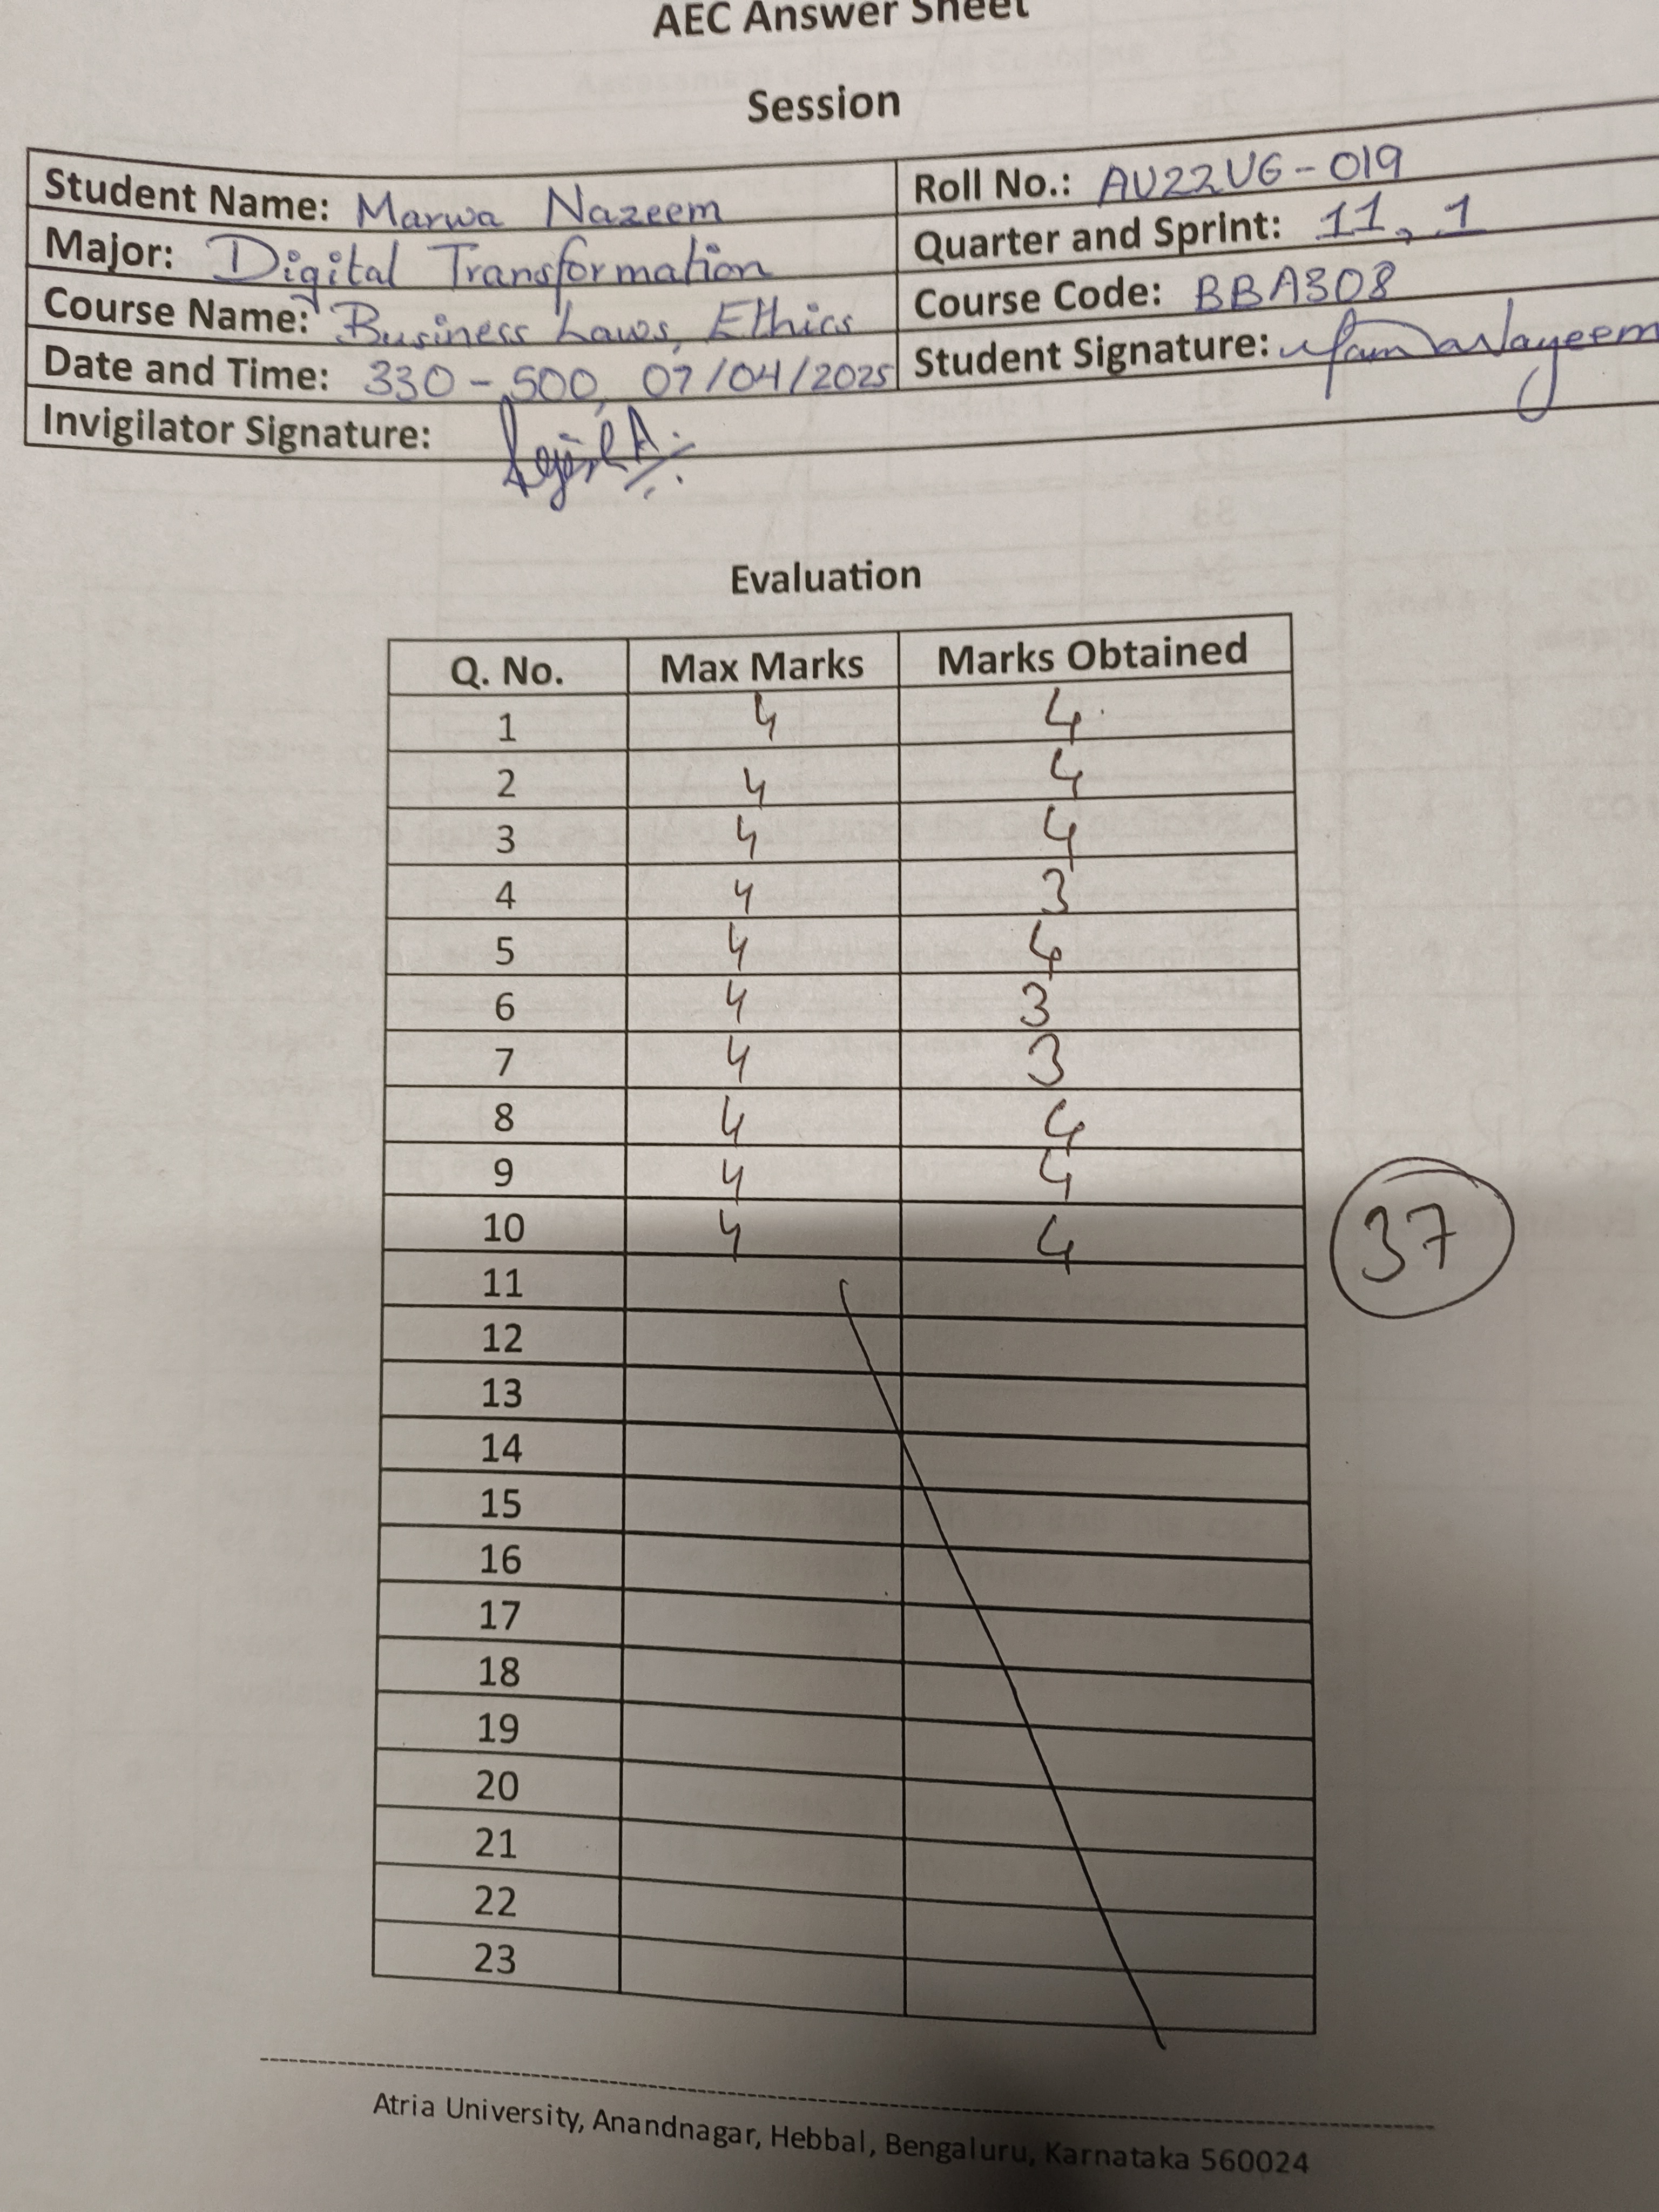 AEC Answer Sheet
Session
Student Name: Marwa Nazeem
Roll No.: AU22UG-019
Major: Digital Transformation
Quarter and Sprint: 11, 1
Course Name: Business Laws, Ethics
Course Code: BBA308
Date and Time: 330-500, 07/04/2025
Student Signature:
Invigilator Signature:
Evaluation
Q. No. Max Marks Marks Obtained
1 4 4
2 4 4
3 4 4
4 4 3
5 4 4
6 4 3
7 4 3
8 4 4
9 4 4
10 4 4
37
11
12
13
14
15
16
17
18
19
20
21
22
23
Atria University, Anandnagar, Hebbal, Bengaluru, Karnataka 560024